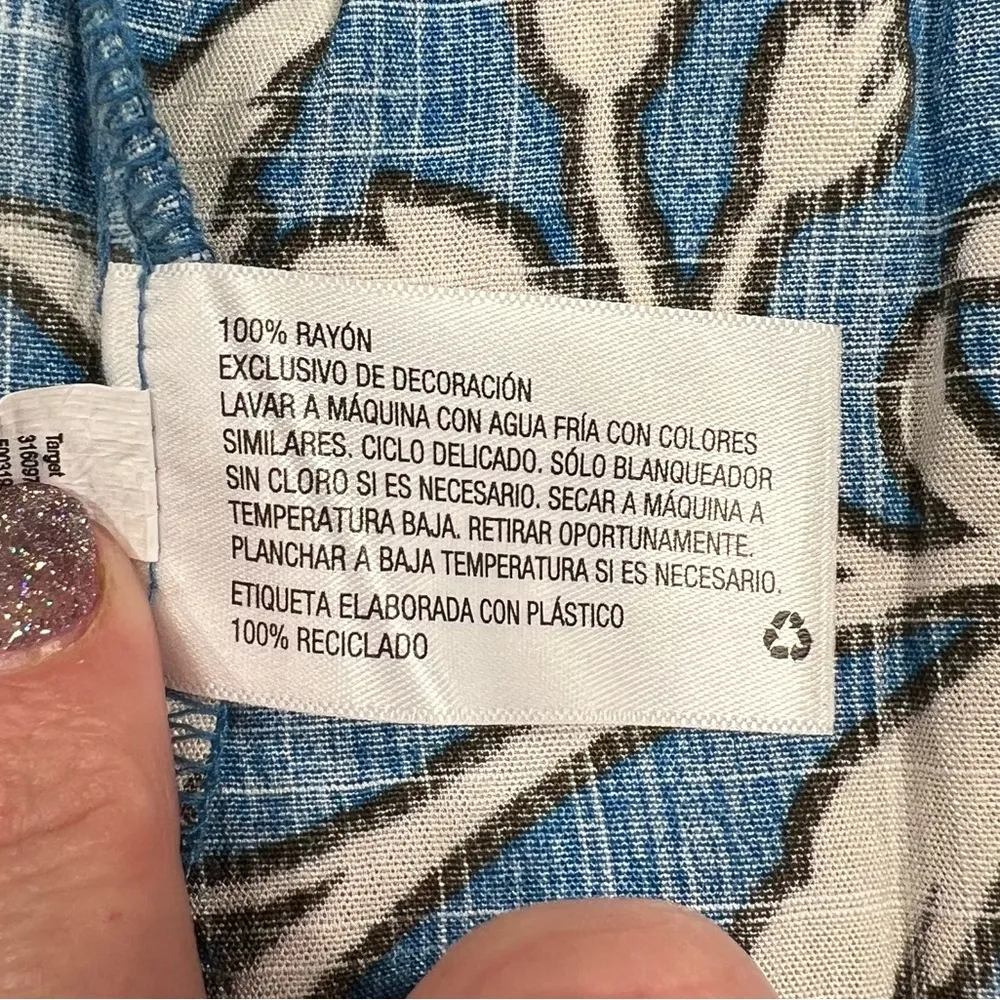 100% RAYÓN
EXCLUSIVO DE DECORACIÓN
LAVAR A MÁQUINA CON AGUA FRÍA CON COLORES
SIMILARES. CICLO DELICADO. SÓLO BLANQUEADOR
SIN CLORO SI ES NECESARIO. SECAR A MÁQUINA A
TEMPERATURA BAJA. RETIRAR OPORTUNAMENTE.
PLANCHAR A BAJA TEMPERATURA SI ES NECESARIO.
ETIQUETA ELABORADA CON PLÁSTICO
100% RECICLADO
Target